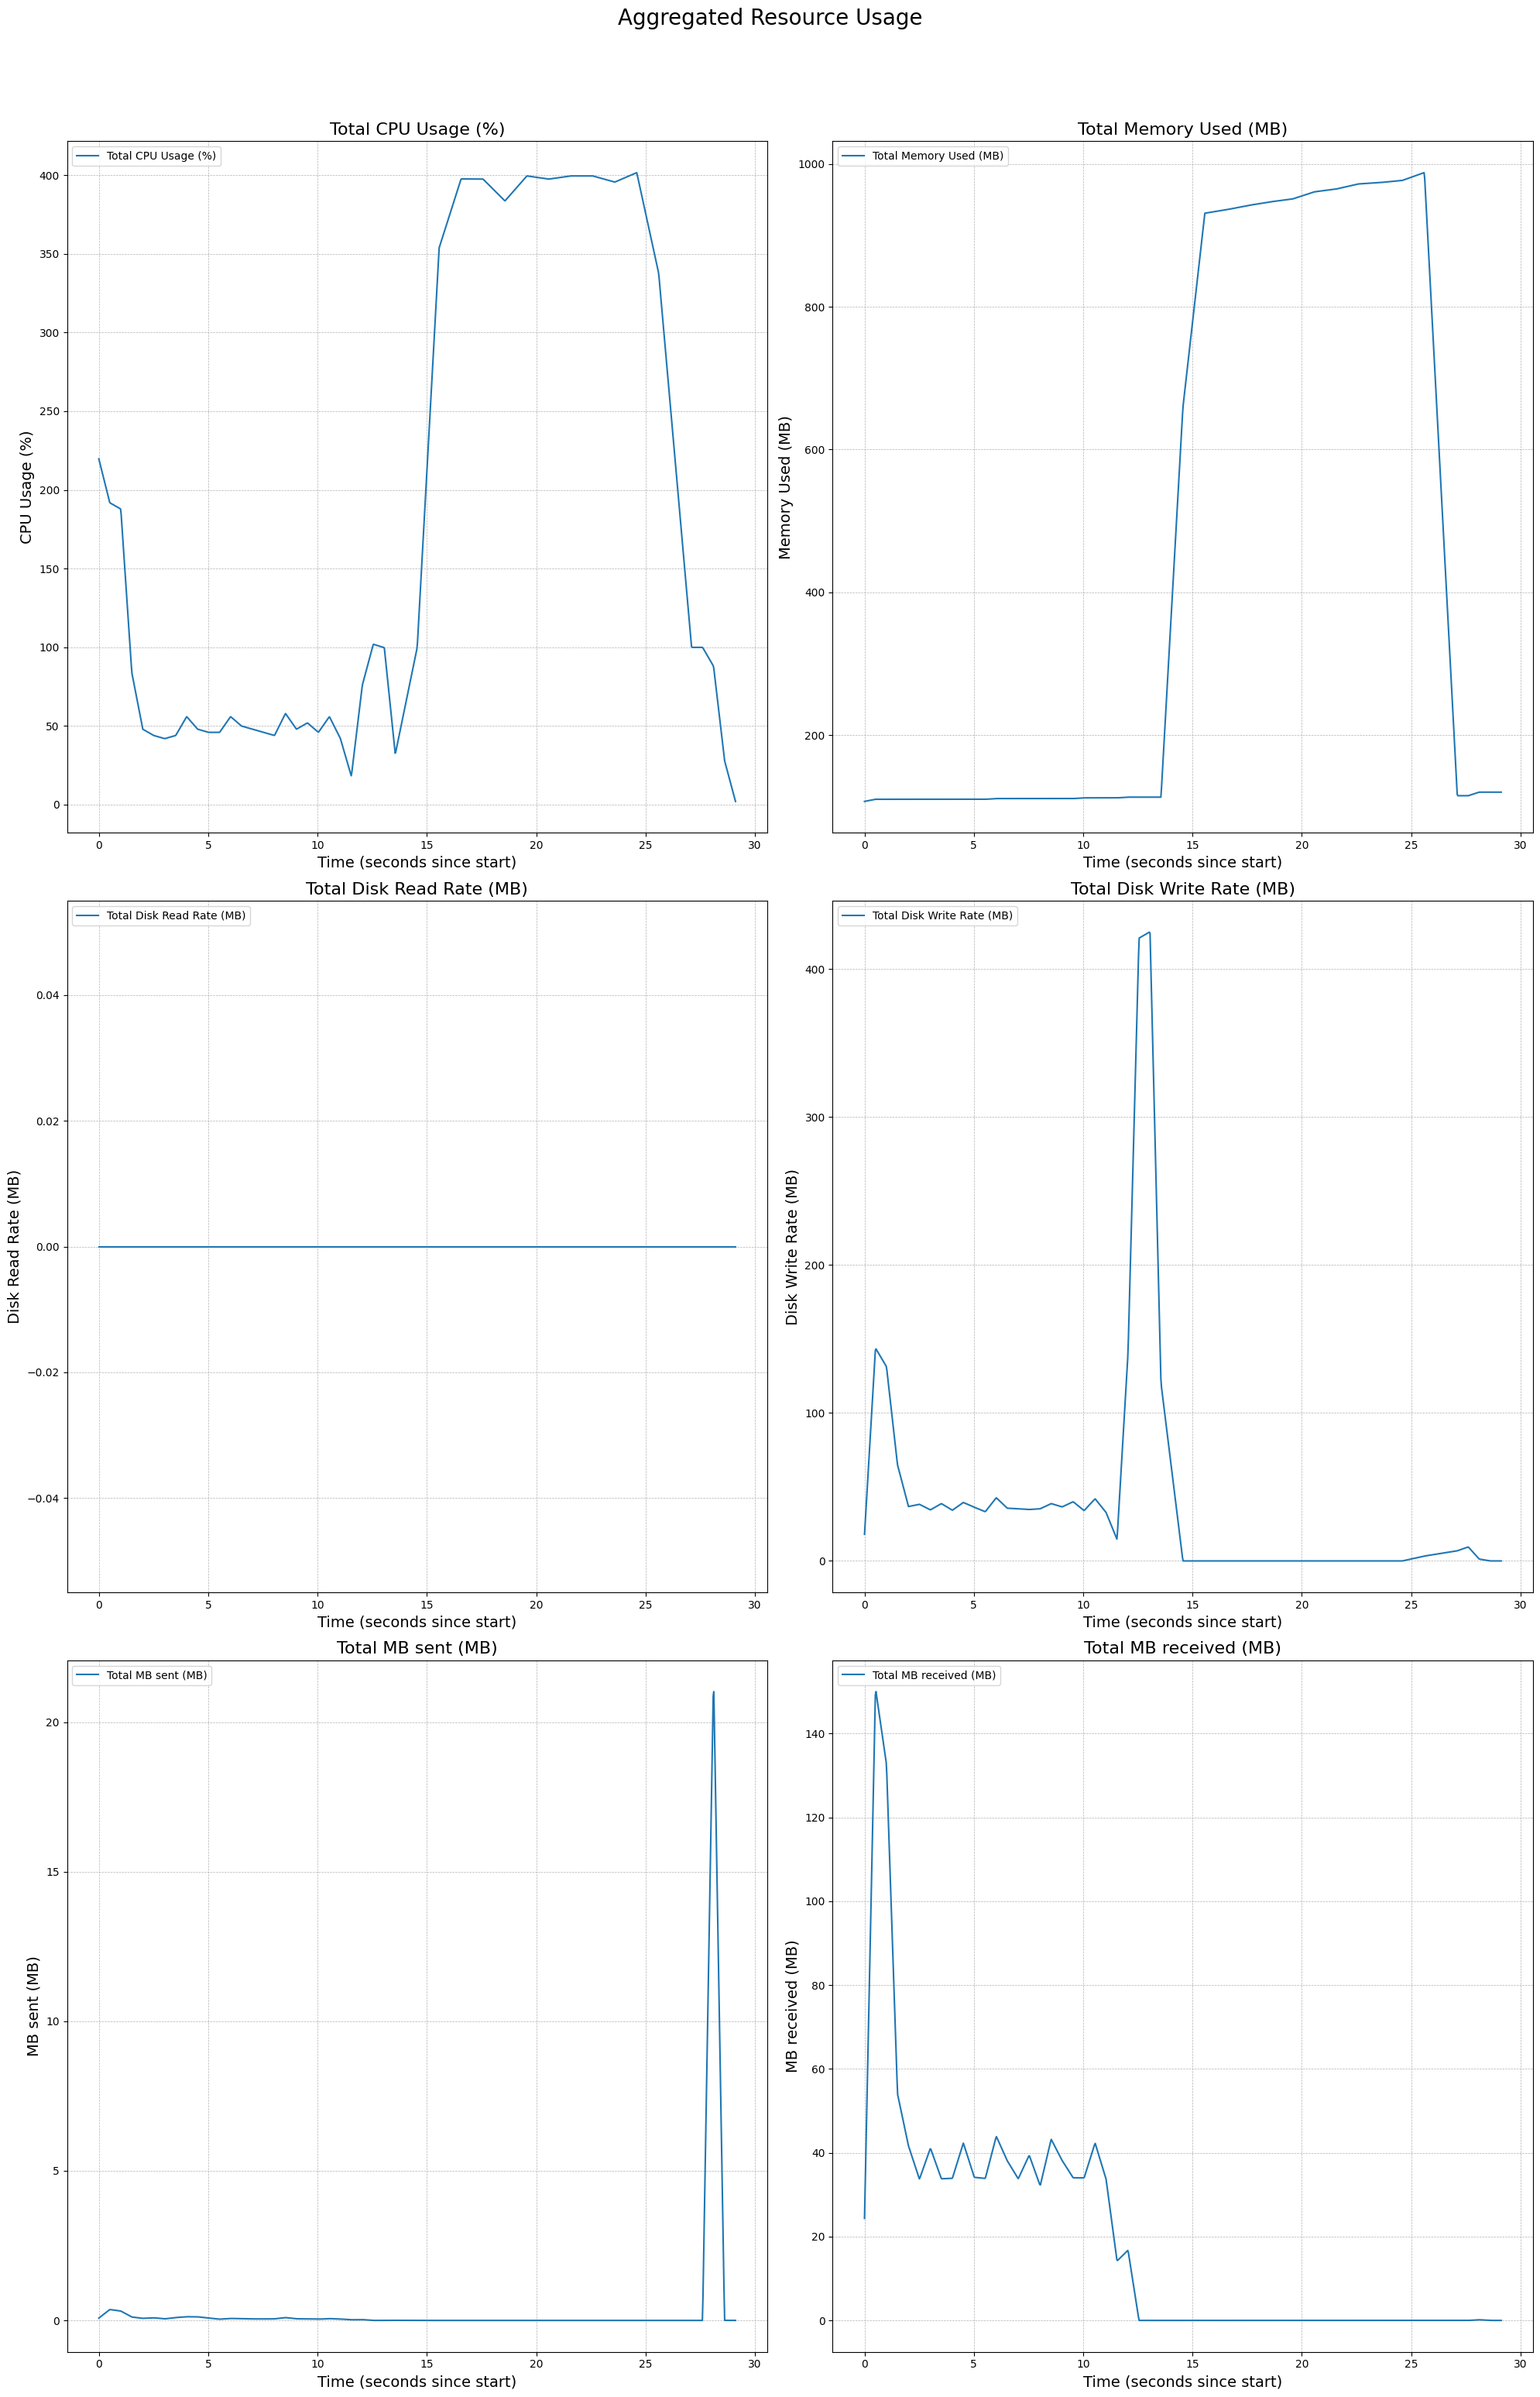 Aggregated Resource Usage
Total CPU Usage (%)
Total CPU Usage (%)
CPU Usage (%)
400
350
300
250
200
150
100
50
0
0 5 10 15 20 25 30
Time (seconds since start)
Total Memory Used (MB)
Total Memory Used (MB)
Memory Used (MB)
1000
800
600
400
200
0 5 10 15 20 25 30
Time (seconds since start)
Total Disk Read Rate (MB)
Total Disk Read Rate (MB)
Disk Read Rate (MB)
0.04
0.02
0.00
−0.02
−0.04
0 5 10 15 20 25 30
Time (seconds since start)
Total Disk Write Rate (MB)
Total Disk Write Rate (MB)
Disk Write Rate (MB)
400
300
200
100
0
0 5 10 15 20 25 30
Time (seconds since start)
Total MB sent (MB)
Total MB sent (MB)
MB sent (MB)
20
15
10
5
0
0 5 10 15 20 25 30
Time (seconds since start)
Total MB received (MB)
Total MB received (MB)
MB received (MB)
140
120
100
80
60
40
20
0
0 5 10 15 20 25 30
Time (seconds since start)